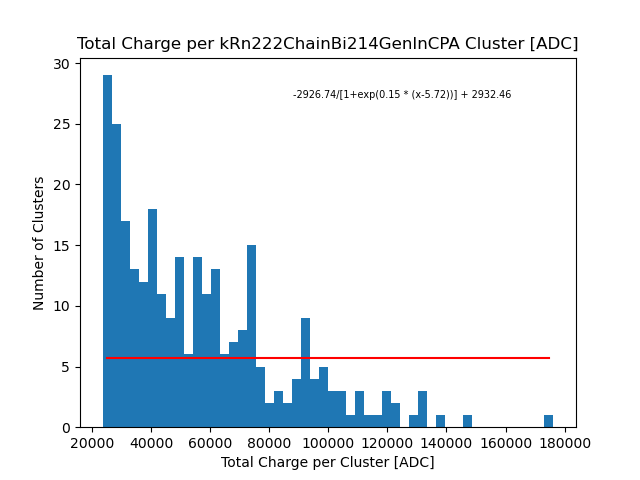 Total Charge per kRn222ChainBi214GenInCPA Cluster [ADC]
-2926.74/[1+exp(0.15 * (x-5.72))] + 2932.46
Number of Clusters
30
25
20
15
10
5
0
20000 40000 60000 80000 100000 120000 140000 160000 180000
Total Charge per Cluster [ADC]